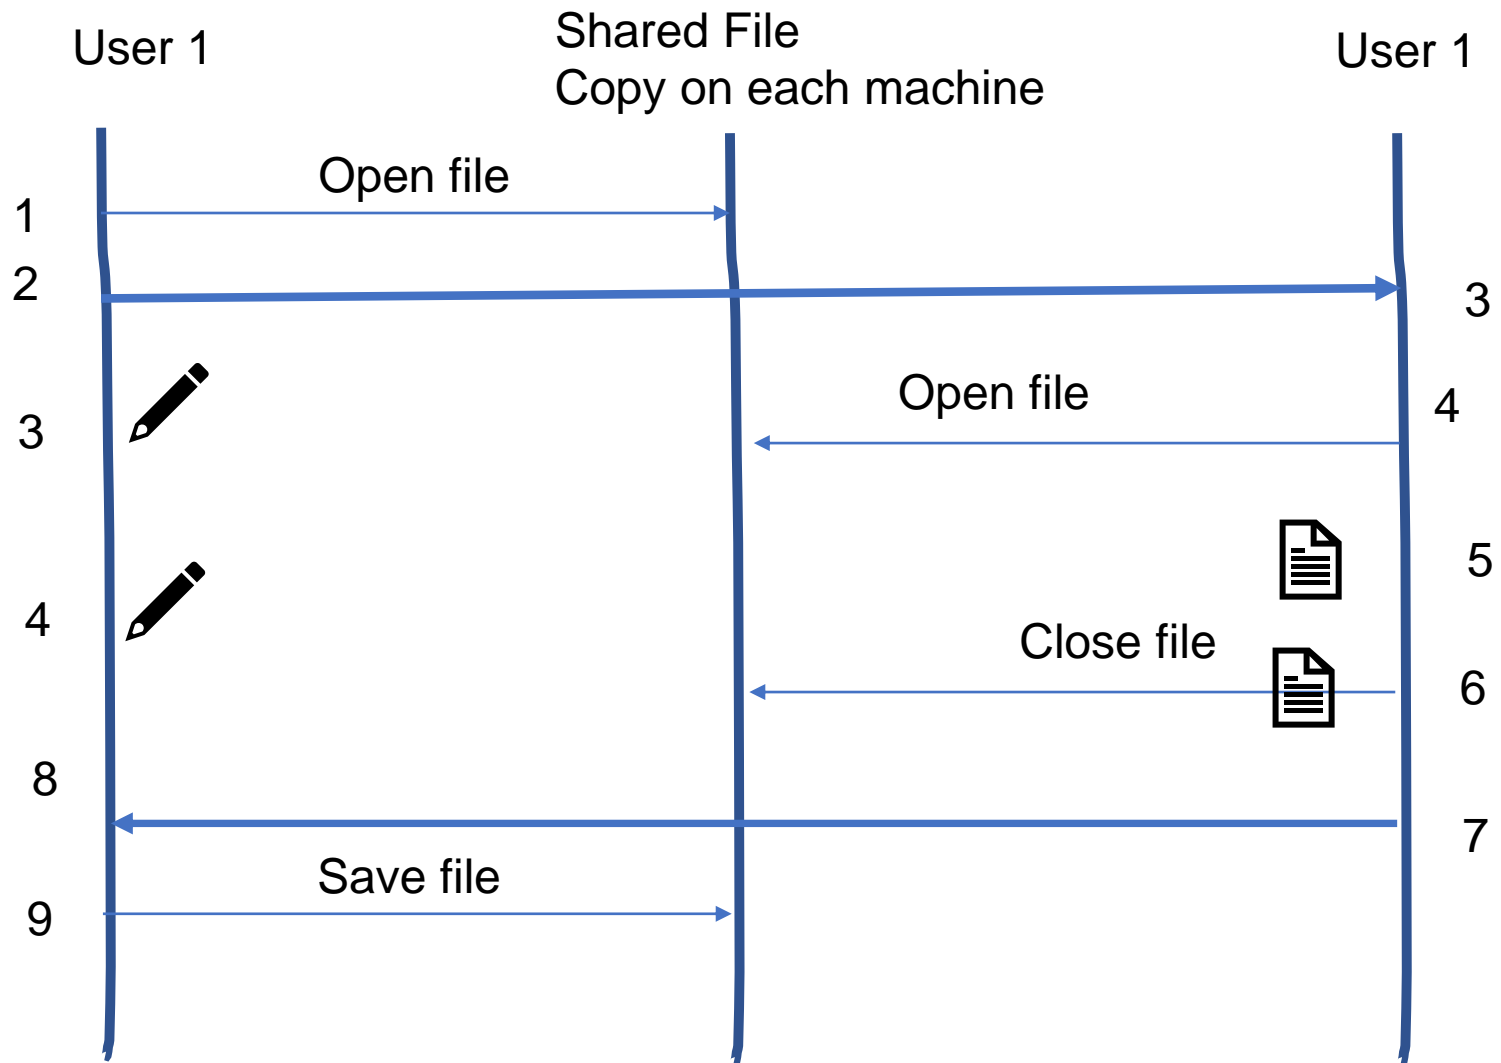 User 1
Shared File
Copy on each machine
User 1
Open file
1
2
3
Open file
4
3
5
4
Close file
6
8
7
Save file
9